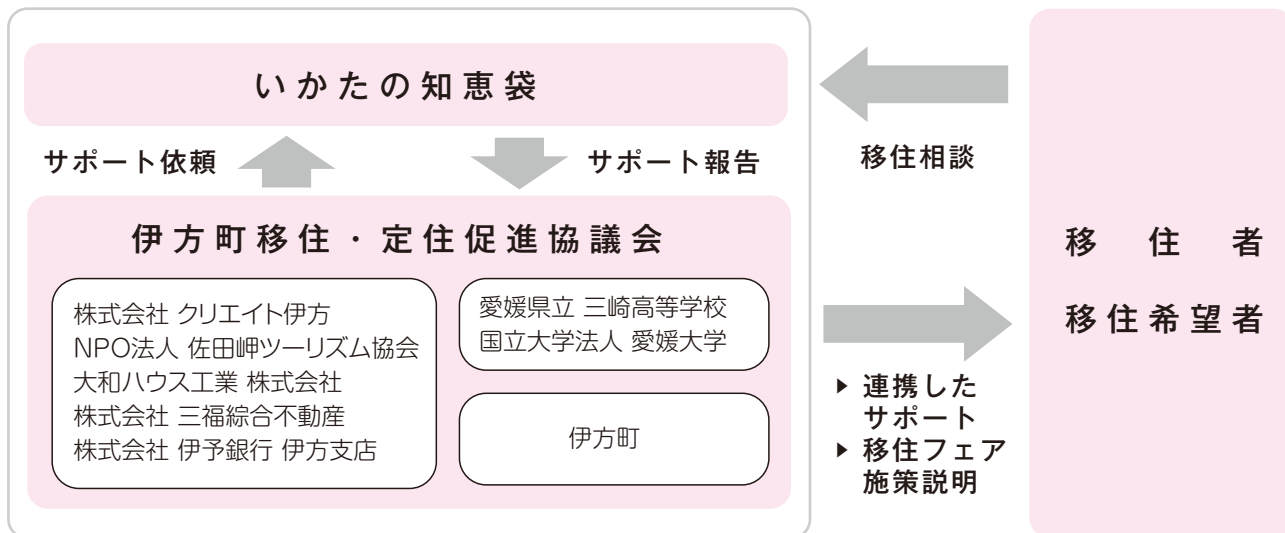 いかたの知恵袋
サポート依頼
サポート報告
伊方町移住・定住促進協議会
株式会社 クリエイト伊方
NPO法人 佐田岬ツーリズム協会
大和ハウス工業 株式会社
株式会社 三福綜合不動産
株式会社 伊予銀行 伊方支店
愛媛県立 三崎高等学校
国立大学法人 愛媛大学
伊方町
移住相談
▶ 連携した
サポート
▶ 移住フェア
施策説明
移住者
移住希望者